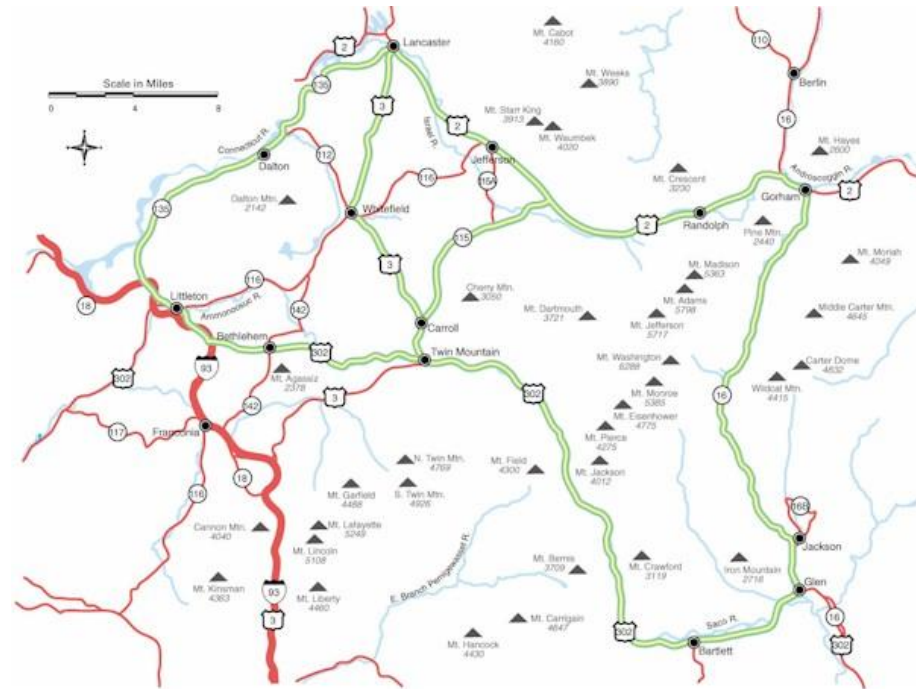 Mt. Cabot
4160
110
2
Lancaster
Berlin
Scale in Miles
0
4
8
135
3
Mt. Weeks
3890
Mt. Starr King
3913
Mt. Waumbek
4020
2
Israel R.
16
Mt. Hayes
2600
Connecticut R.
Dalton
112
Jefferson
116
115A
Mt. Crescent
3230
Androscoggin R.
Gorham
2
135
Dalton Mtn.
2142
Whitefield
Randolph
2
Pine Mtn.
2440
115
3
Mt. Moriah
4049
Mt. Madison
5363
116
Cherry Mtn.
3050
Mt. Adams
5798
18
Littleton
Ammonoosuc R.
142
Mt. Dartmouth
3721
Mt. Jefferson
5717
Middle Carter Mtn.
4645
Carroll
Bethlehem
302
Twin Mountain
Mt. Washington
6288
Carter Dome
4832
302
93
Mt. Agassiz
2378
3
302
Mt. Monroe
5385
Wildcat Mtn.
4415
16
142
Mt. Eisenhower
4775
117
Franconia
Mt. Pierce
4275
N. Twin Mtn.
4769
Mt. Field
4300
Mt. Jackson
4012
18
116
Mt. Garfield
4488
S. Twin Mtn.
4926
16B
Cannon Mtn.
4040
Mt. Lafayette
5249
Mt. Lincoln
5108
Jackson
E. Branch Pemigewasset R.
Mt. Bemis
3709
Mt. Crawford
3119
Iron Mountain
2716
Mt. Kinsman
4363
93
Mt. Liberty
4460
Glen
3
Mt. Carrigain
4647
Saco R.
16
Mt. Hancock
4430
302
Bartlett
302